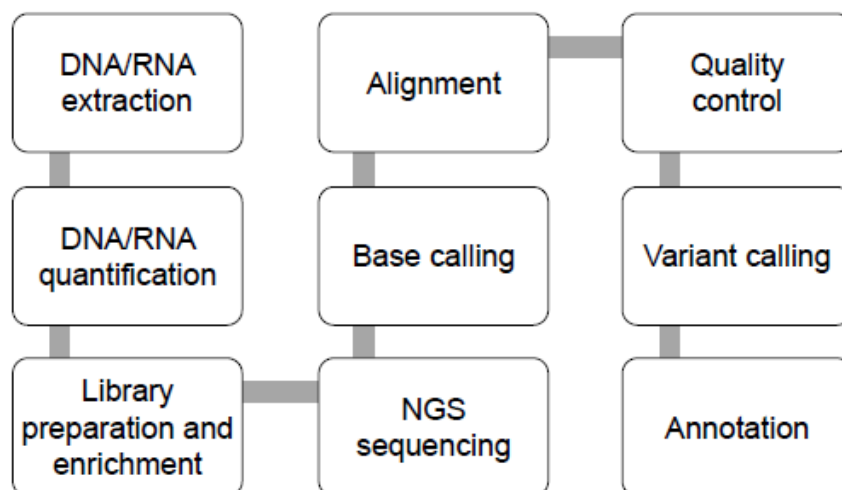 DNA/RNA
extraction
DNA/RNA
quantification
Library
preparation and
enrichment
NGS
sequencing
Base calling
Alignment
Quality
control
Variant calling
Annotation